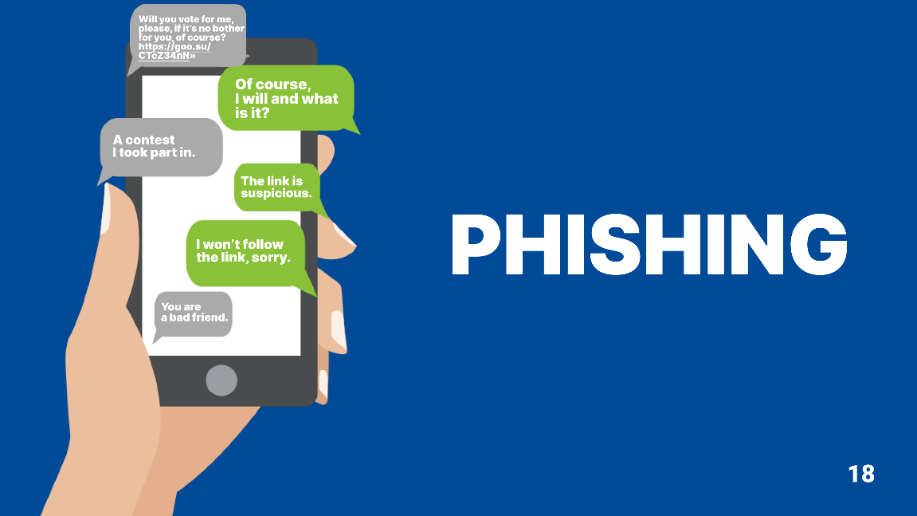 Will you vote for me,
please, if it's no bother
for you, of course?
https://goo.su/
CTcZ34nN»
Of course,
I will and what
is it?
A contest
I took part in.
The link is
suspicious.
I won't follow
the link, sorry.
You are
a bad friend.
PHISHING
18